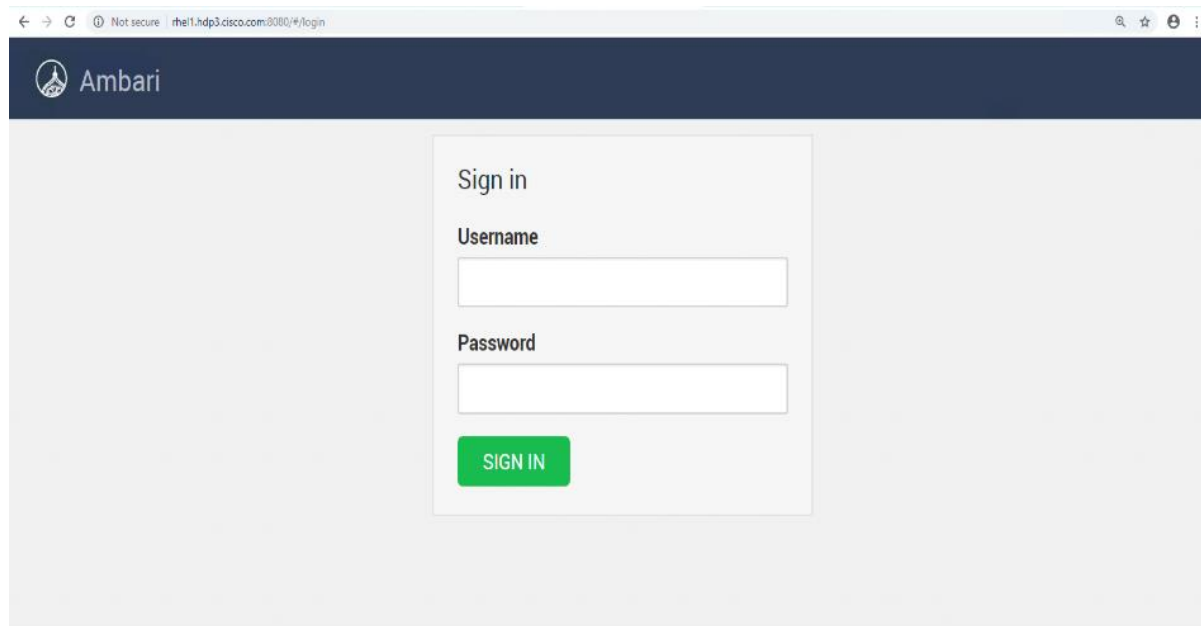 Not secure rhel1.hdp3.cisco.com:8080/#/login
Ambari
Sign in
Username
Password
SIGN IN